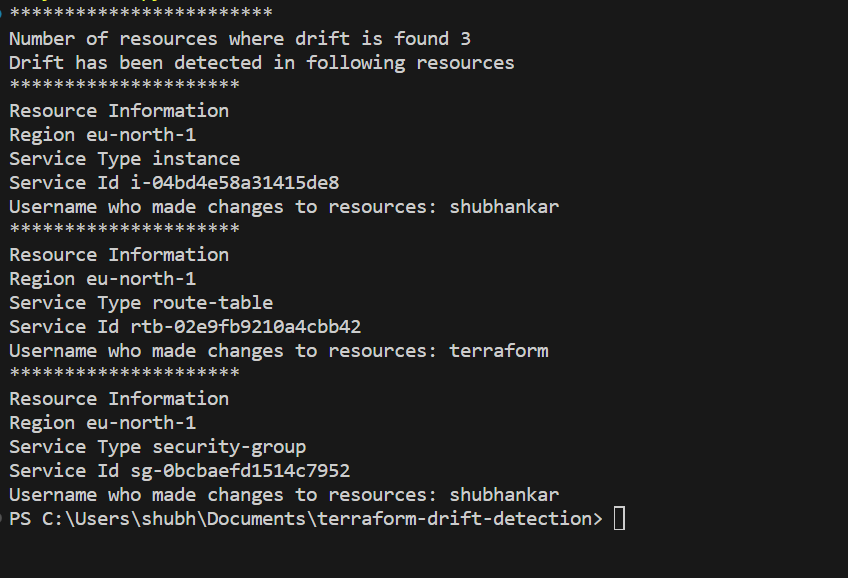 ************************
Number of resources where drift is found 3
Drift has been detected in following resources
*********************
Resource Information
Region eu-north-1
Service Type instance
Service Id i-04bd4e58a31415de8
Username who made changes to resources: shubhankar
*********************
Resource Information
Region eu-north-1
Service Type route-table
Service Id rtb-02e9fb9210a4cbb42
Username who made changes to resources: terraform
*********************
Resource Information
Region eu-north-1
Service Type security-group
Service Id sg-0bcbaefd1514c7952
Username who made changes to resources: shubhankar
PS C:\Users\shubh\Documents\terraform-drift-detection>